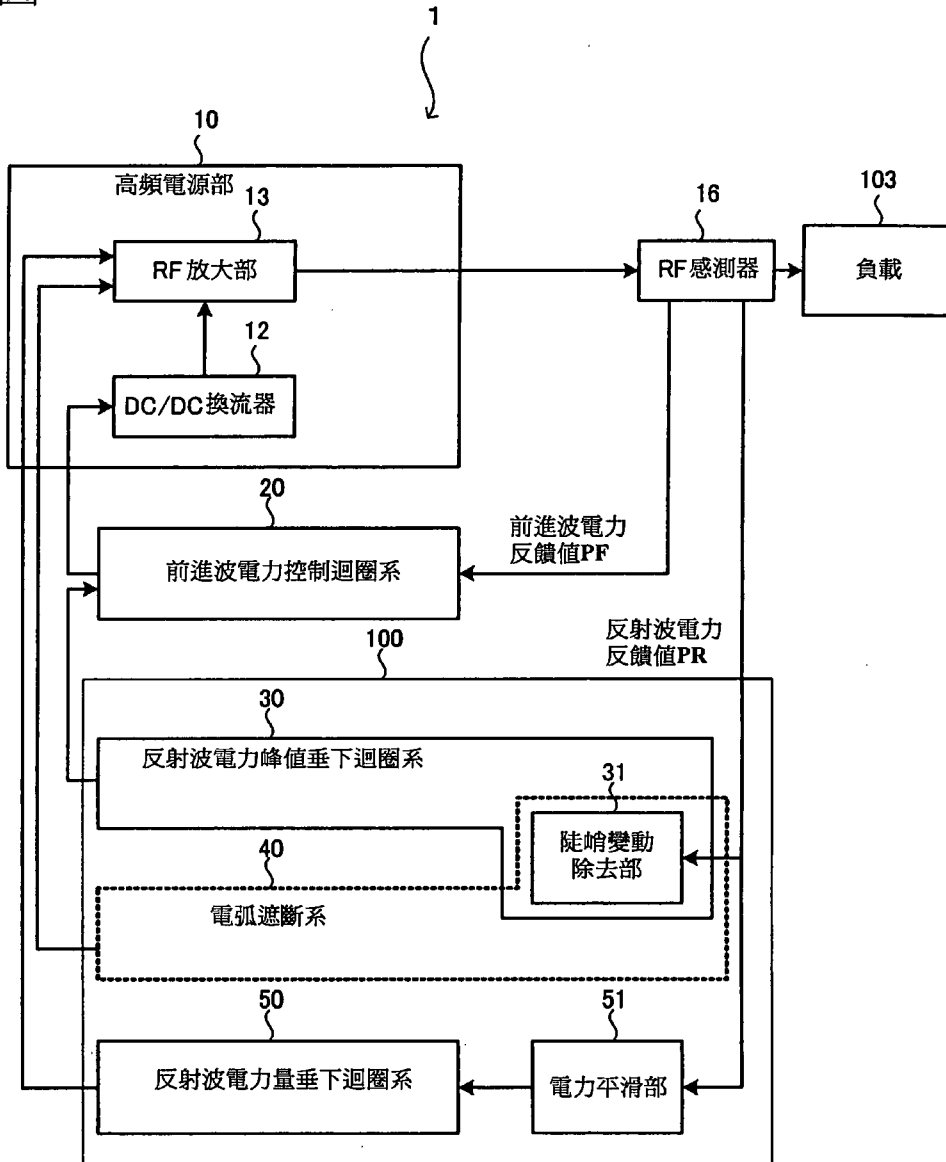 圖
1
10
高頻電源部
13
RF放大部
12
DC/DC換流器
16
RF感測器
103
負載
20
前進波電力控制迴圈系
前進波電力
反饋值PF
反射波電力
反饋值PR
100
30
反射波電力峰值垂下迴圈系
31
陡峭變動
除去部
40
電弧遮斷系
50
反射波電力量垂下迴圈系
51
電力平滑部